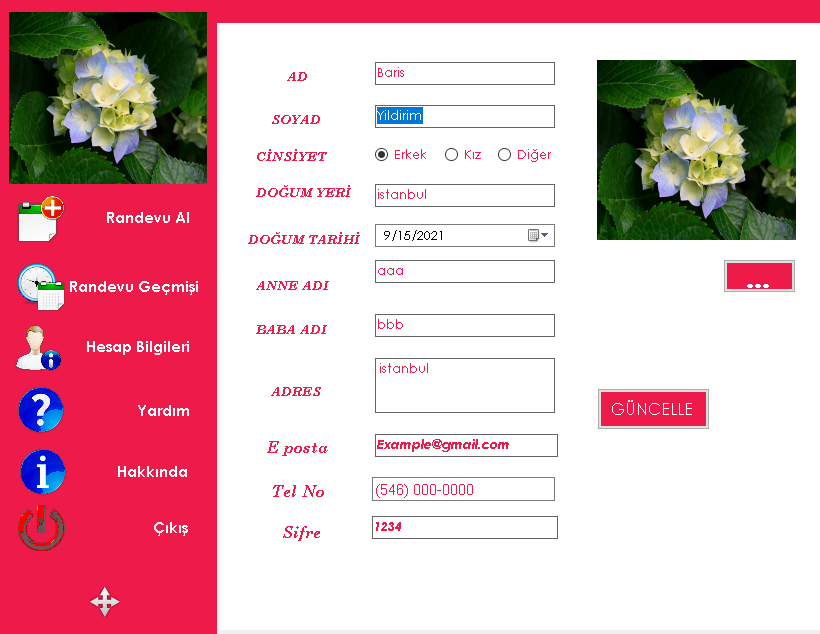 Randevu Al
Randevu Geçmişi
Hesap Bilgileri
Yardım
Hakkında
Çıkış
AD
Baris
SOYAD
Yildirim
CİNSİYET
Erkek Kız Diğer
DOĞUM YERİ
istanbul
DOĞUM TARİHİ
9/15/2021
ANNE ADI
aaa
BABA ADI
bbb
ADRES
istanbul
E posta
Example@gmail.com
Tel No
(546) 000-0000
Sifre
1234
...
GÜNCELLE